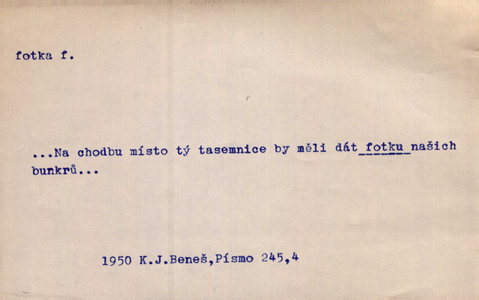 fotka f.
...Na chodbu místo tý tasemnice by měli dát fotku našich
bunkrů...
1950 K.J.Beneš,Písmo 245,4